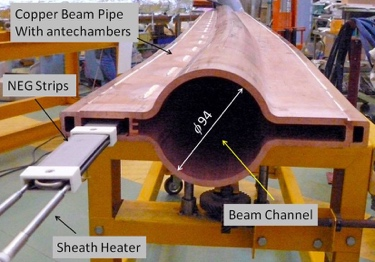 Copper Beam Pipe
With antechambers
NEG Strips
ϕ94
Beam Channel
Sheath Heater